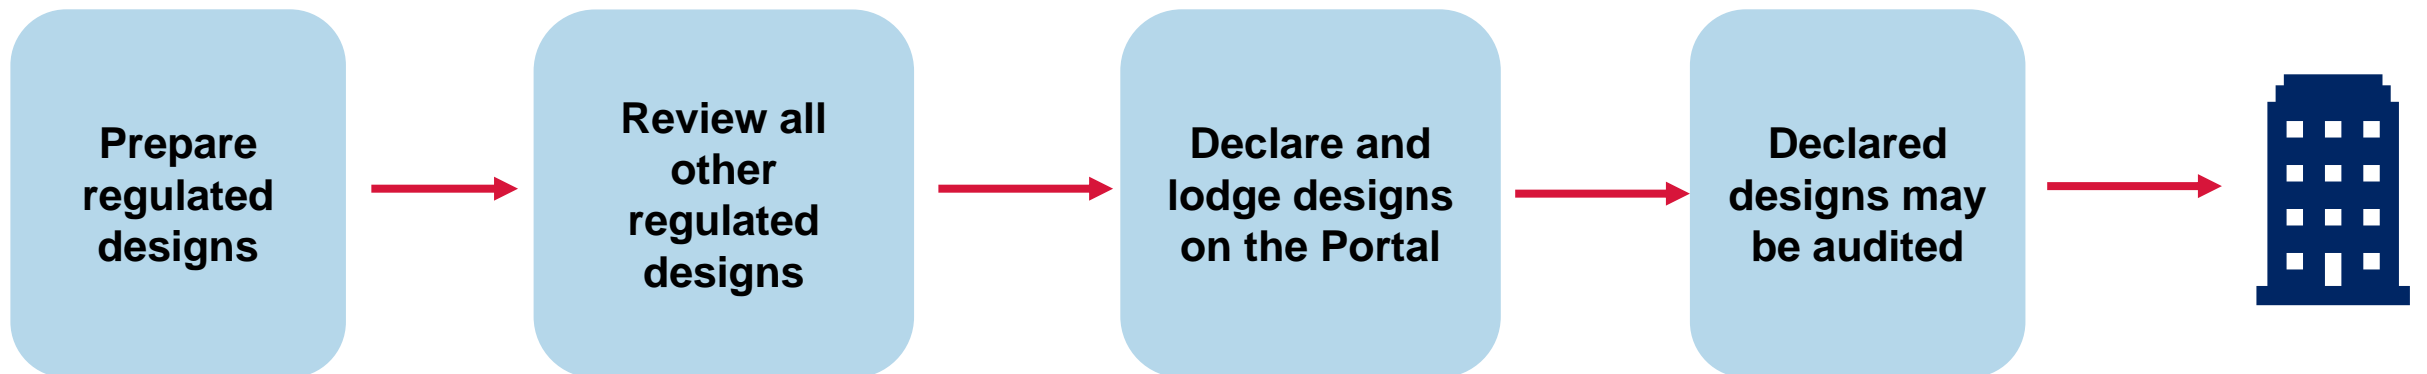 Prepare
regulated
designs
Review all
other
regulated
designs
Declare and
lodge designs
on the Portal
Declared
designs may
be audited